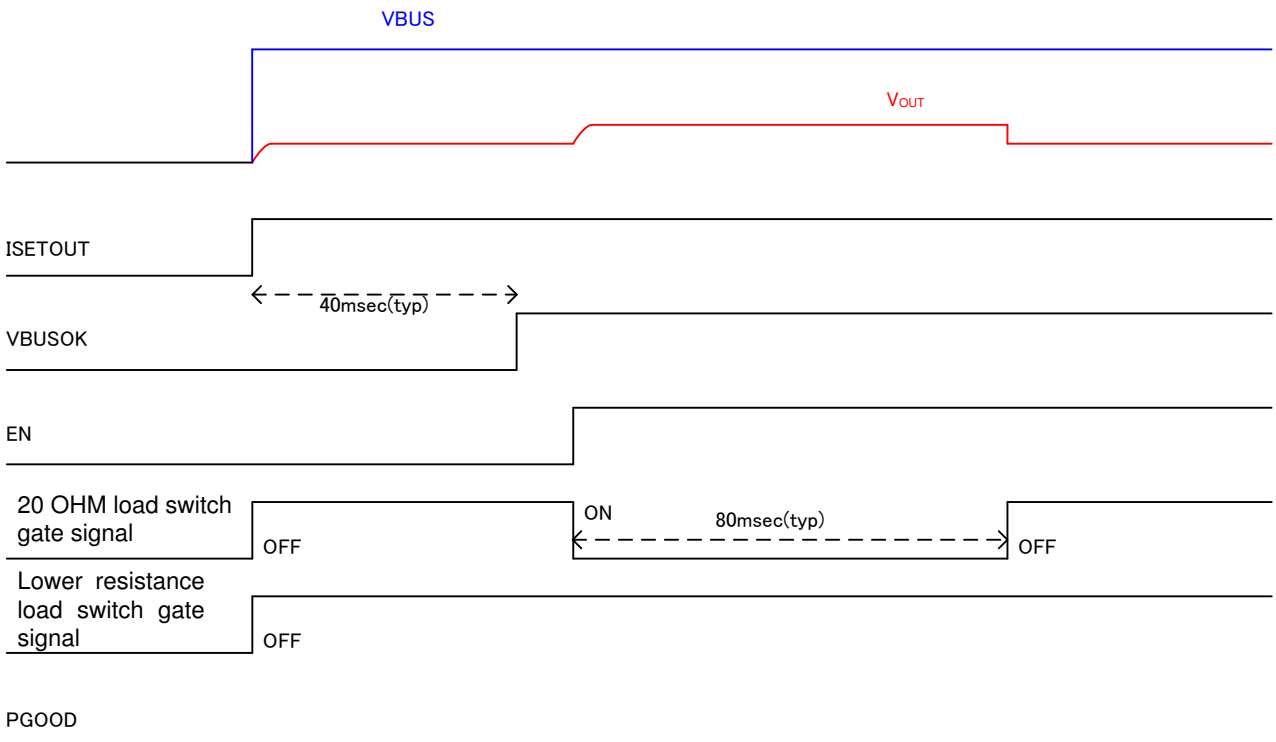 VBUS
VOUT
ISETOUT
40msec(typ)
VBUSOK
EN
20 OHM load switch
gate signal
ON
80msec(typ)
OFF
OFF
Lower resistance
load switch gate
signal
OFF
PGOOD